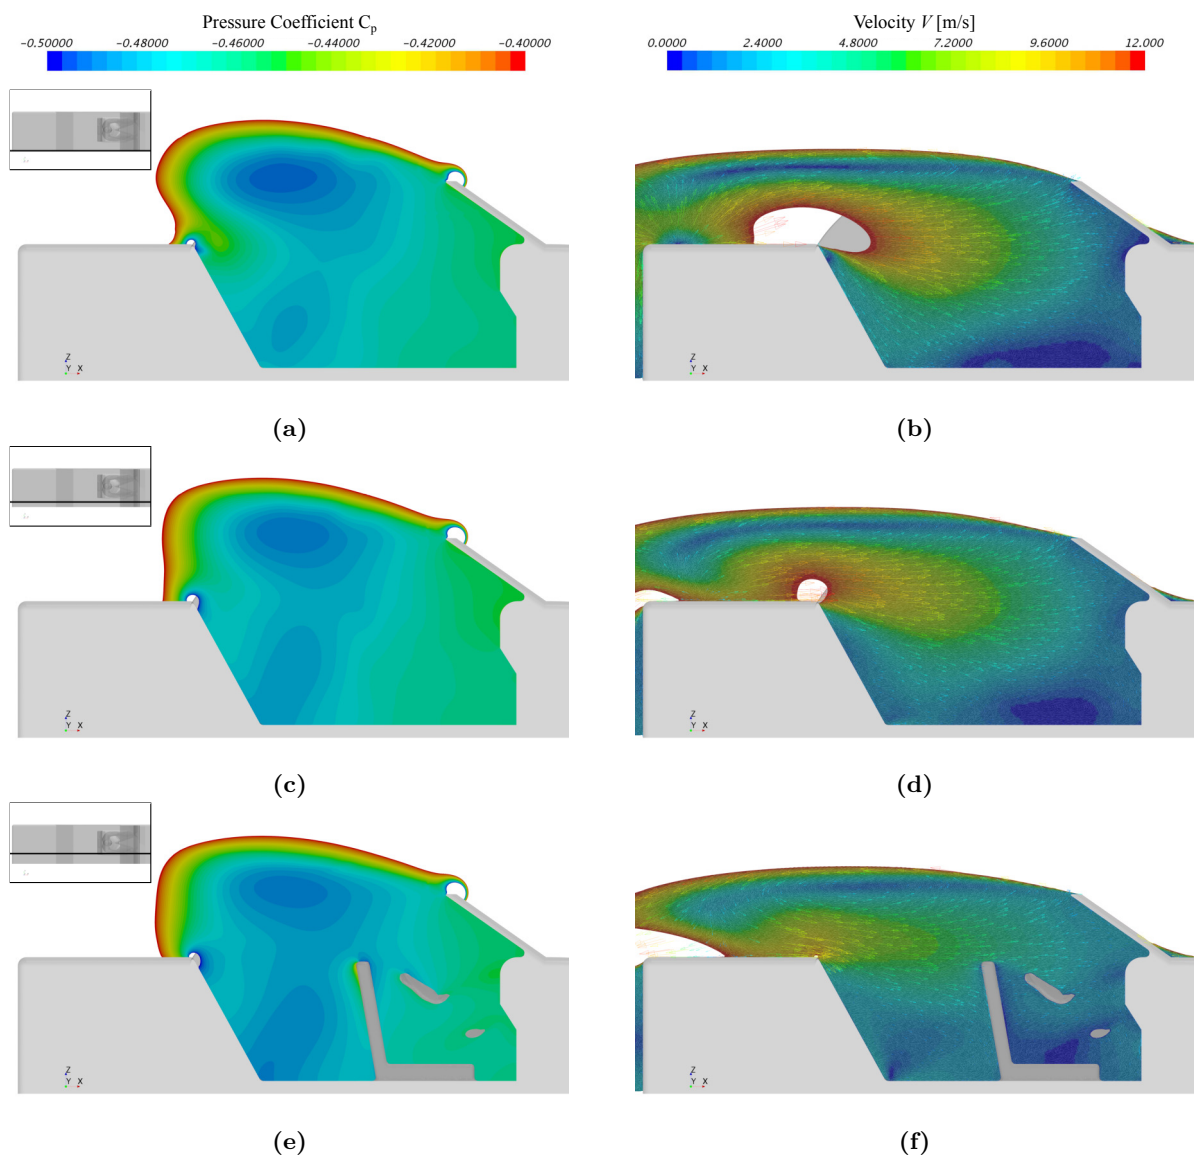 Pressure Coefficient Cp
-0.50000 -0.48000 -0.46000 -0.44000 -0.42000 -0.40000
Velocity V [m/s]
0.0000 2.4000 4.8000 7.2000 9.6000 12.000
Z
Y X
Z
Y X
(a)
(b)
Z
Y X
Z
Y X
(c)
(d)
Z
Y X
Z
Y X
(e)
(f)